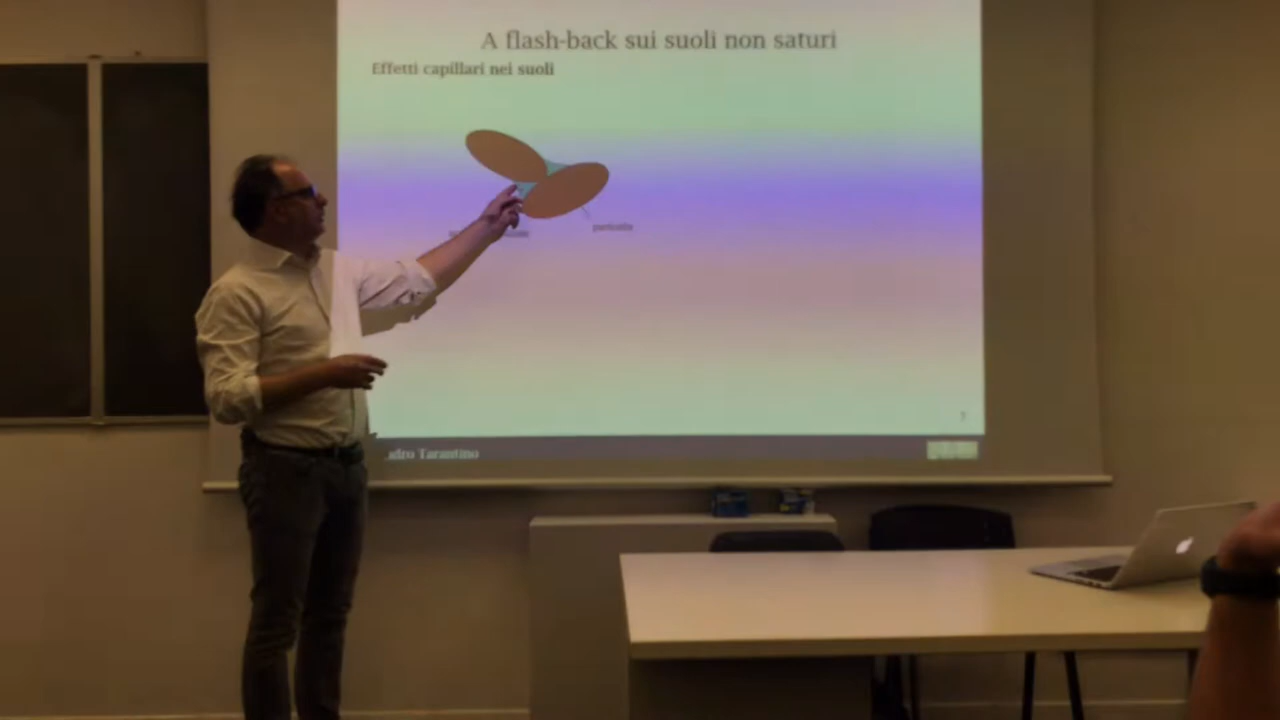 A flash-back sui suoli non saturi
Effetti capillari nei suoli
particelle
Tarantino